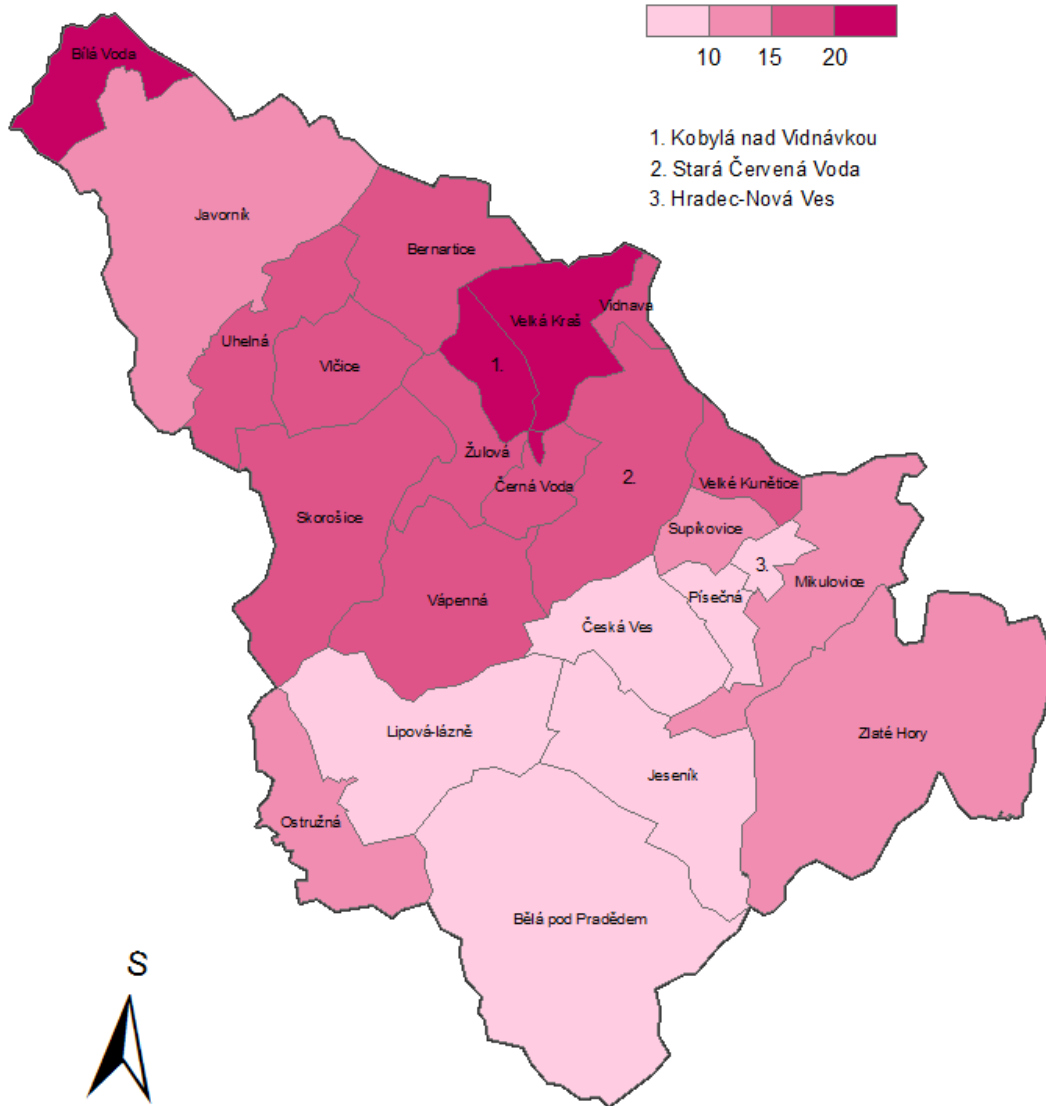 10 15 20
1. Kobylá nad Vidnávkou
2. Stará Červená Voda
3. Hradec-Nová Ves
Bílá Voda
Javorník
Bernartice
Vidnava
Velká Kraš
Uhelná
Vlčice
1.
Žulová
Černá Voda
2.
Velké Kunětice
Skorošice
Supíkovice
3.
Mikulovice
Vápenná
Písečná
Česká Ves
Lipová-lázně
Zlaté Hory
Jeseník
Ostružná
Bělá pod Pradědem
S